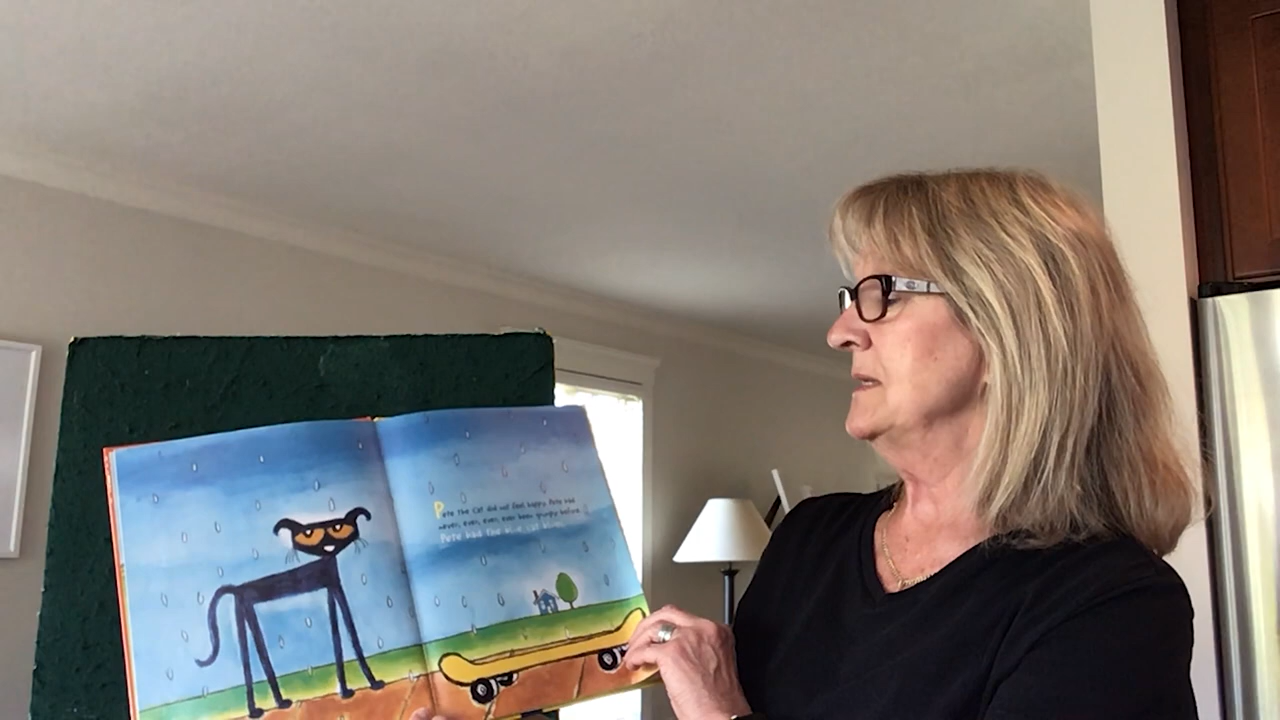 Pete the Cat did not feel happy. Pete had
never, ever, ever, ever been grumpy before.
Pete had the blue cat blues.